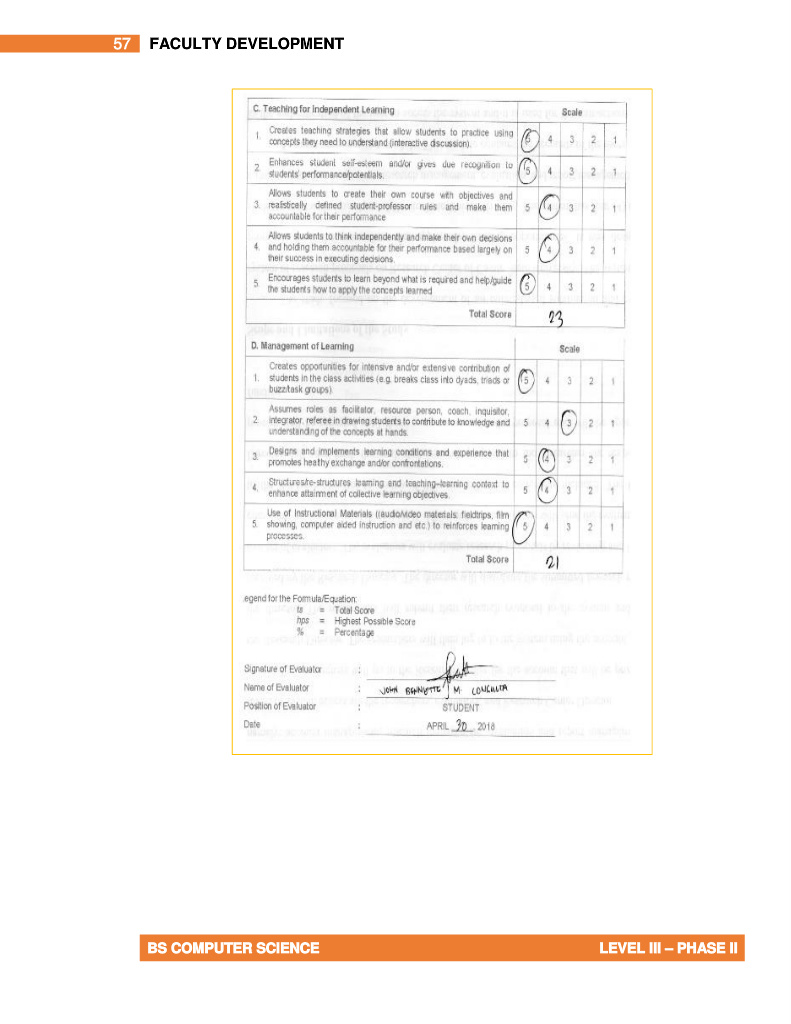 57 FACULTY DEVELOPMENT
C. Teaching for Independent Learning Scale
1. Creates teaching strategies that allow students to practice using 5 4 3 2 1
concepts they need to understand (interactive discussion).
2. Enhances student self-esteem and/or gives due recognition to 5 4 3 2 1
students' performance/potentials.
Allows students to create their own course with objectives and
3. realistically defined student-professor rules and make them 5 4 3 2 1
accountable for their performance
Allows students to think independently and make their own decisions
4. and holding them accountable for their performance based largely on 5 4 3 2 1
their success in executing decisions.
5. Encourages students to learn beyond what is required and help/guide 5 4 3 2 1
the students how to apply the concepts learned
Total Score 23
D. Management of Learning Scale
Creates opportunities for intensive and/or extensive contribution of
1. students in the class activities (e.g. breaks class into dyads, triads or 5 4 3 2 1
buzz/task groups)
Assumes roles as facilitator, resource person, coach, inquisitor,
2. integrator, referee in drawing students to contribute to knowledge and 5 4 3 2 1
understanding of the concepts at hands.
3. Designs and implements learning conditions and experience that 5 4 3 2 1
promotes healthy exchange and/or confrontations.
4. Structures/re-structures learning and teaching-learning context to 5 4 3 2 1
enhance attainment of collective learning objectives.
Use of Instructional Materials ((audio/video materials: fieldtrips, film
5. showing, computer aided instruction and etc.) to reinforces learning 5 4 3 2 1
processes.
Total Score 21
egend for the Formula/Equation:
ts = Total Score
hps = Highest Possible Score
% = Percentage
Signature of Evaluator :
Name of Evaluator : JOHN M.
Position of Evaluator : STUDENT
Date : APRIL 30, 2018
BS COMPUTER SCIENCE LEVEL III – PHASE II